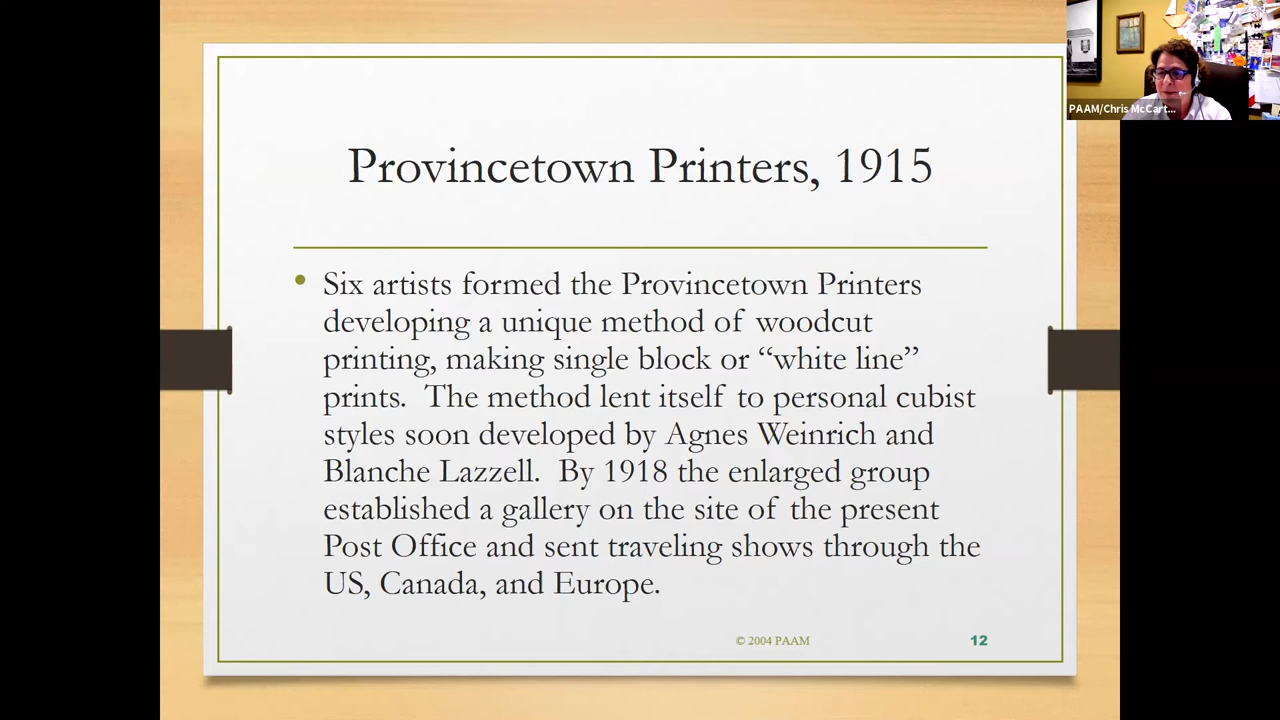 PAAM/Chris McCart...
Provincetown Printers, 1915
• Six artists formed the Provincetown Printers
developing a unique method of woodcut
printing, making single block or “white line”
prints.  The method lent itself to personal cubist
styles soon developed by Agnes Weinrich and
Blanche Lazzell.  By 1918 the enlarged group
established a gallery on the site of the present
Post Office and sent traveling shows through the
US, Canada, and Europe.
© 2004 PAAM
12